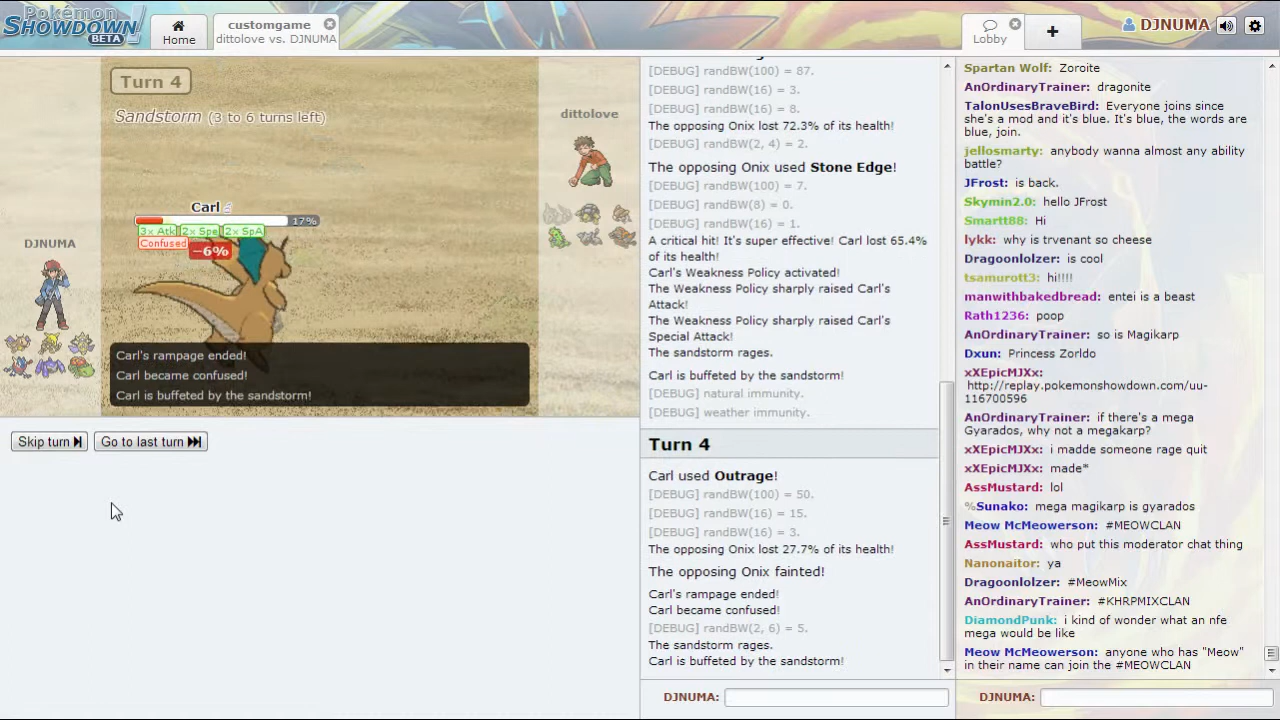 Pokémon
SHOWDOWN!
BETA
Home
customgame
dittolove vs. DJNUMA
Lobby
DJNUMA
Turn 4
Sandstorm (3 to 6 turns left)
dittolove
Carl
17%
3x Atk 2x Spe 2x SpA
Confused
−6%
DJNUMA
Carl's rampage ended!
Carl became confused!
Carl is buffeted by the sandstorm!
Skip turn
Go to last turn
[DEBUG] randBW(100) = 87.
[DEBUG] randBW(16) = 3.
[DEBUG] randBW(16) = 8.
The opposing Onix lost 72.3% of its health!
[DEBUG] randBW(2, 4) = 2.
The opposing Onix used Stone Edge!
[DEBUG] randBW(100) = 7.
[DEBUG] randBW(8) = 0.
[DEBUG] randBW(16) = 1.
A critical hit! It's super effective! Carl lost 65.4%
of its health!
Carl's Weakness Policy activated!
The Weakness Policy sharply raised Carl's
Attack!
The Weakness Policy sharply raised Carl's
Special Attack!
The sandstorm rages.
Carl is buffeted by the sandstorm!
[DEBUG] natural immunity.
[DEBUG] weather immunity.
Turn 4
Carl used Outrage!
[DEBUG] randBW(100) = 50.
[DEBUG] randBW(16) = 15.
[DEBUG] randBW(16) = 3.
The opposing Onix lost 27.7% of its health!
The opposing Onix fainted!
Carl's rampage ended!
Carl became confused!
[DEBUG] randBW(2, 6) = 5.
The sandstorm rages.
Carl is buffeted by the sandstorm!
DJNUMA:
Spartan Wolf: Zoroite
AnOrdinaryTrainer: dragonite
TalonUsesBraveBird: Everyone joins since
she's a mod and it's blue. It's blue, the words are
blue, join.
jellosmarty: anybody wanna almost any ability
battle?
JFrost: is back.
Skymin2.0: hello JFrost
Smartt88: Hi
lykk: why is trvenant so cheese
Dragoonlolzer: is cool
tsamurott3: hi!!!!
manwithbakedbread: entei is a beast
Rath1236: poop
AnOrdinaryTrainer: so is Magikarp
Dxun: Princess Zorldo
xXEpicMJXx:
http://replay.pokemonshowdown.com/uu-
116700596
AnOrdinaryTrainer: if there's a mega
Gyarados, why not a megakarp?
xXEpicMJXx: i madde someone rage quit
xXEpicMJXx: made*
AssMustard: lol
%Sunako: mega magikarp is gyarados
Meow McMeowerson: #MEOWCLAN
AssMustard: who put this moderator chat thing
Nanonaitor: ya
Dragoonlolzer: #MeowMix
AnOrdinaryTrainer: #KHRPMIXCLAN
DiamondPunk: i kind of wonder what an nfe
mega would be like
Meow McMeowerson: anyone who has "Meow"
in their name can join the #MEOWCLAN
DJNUMA: